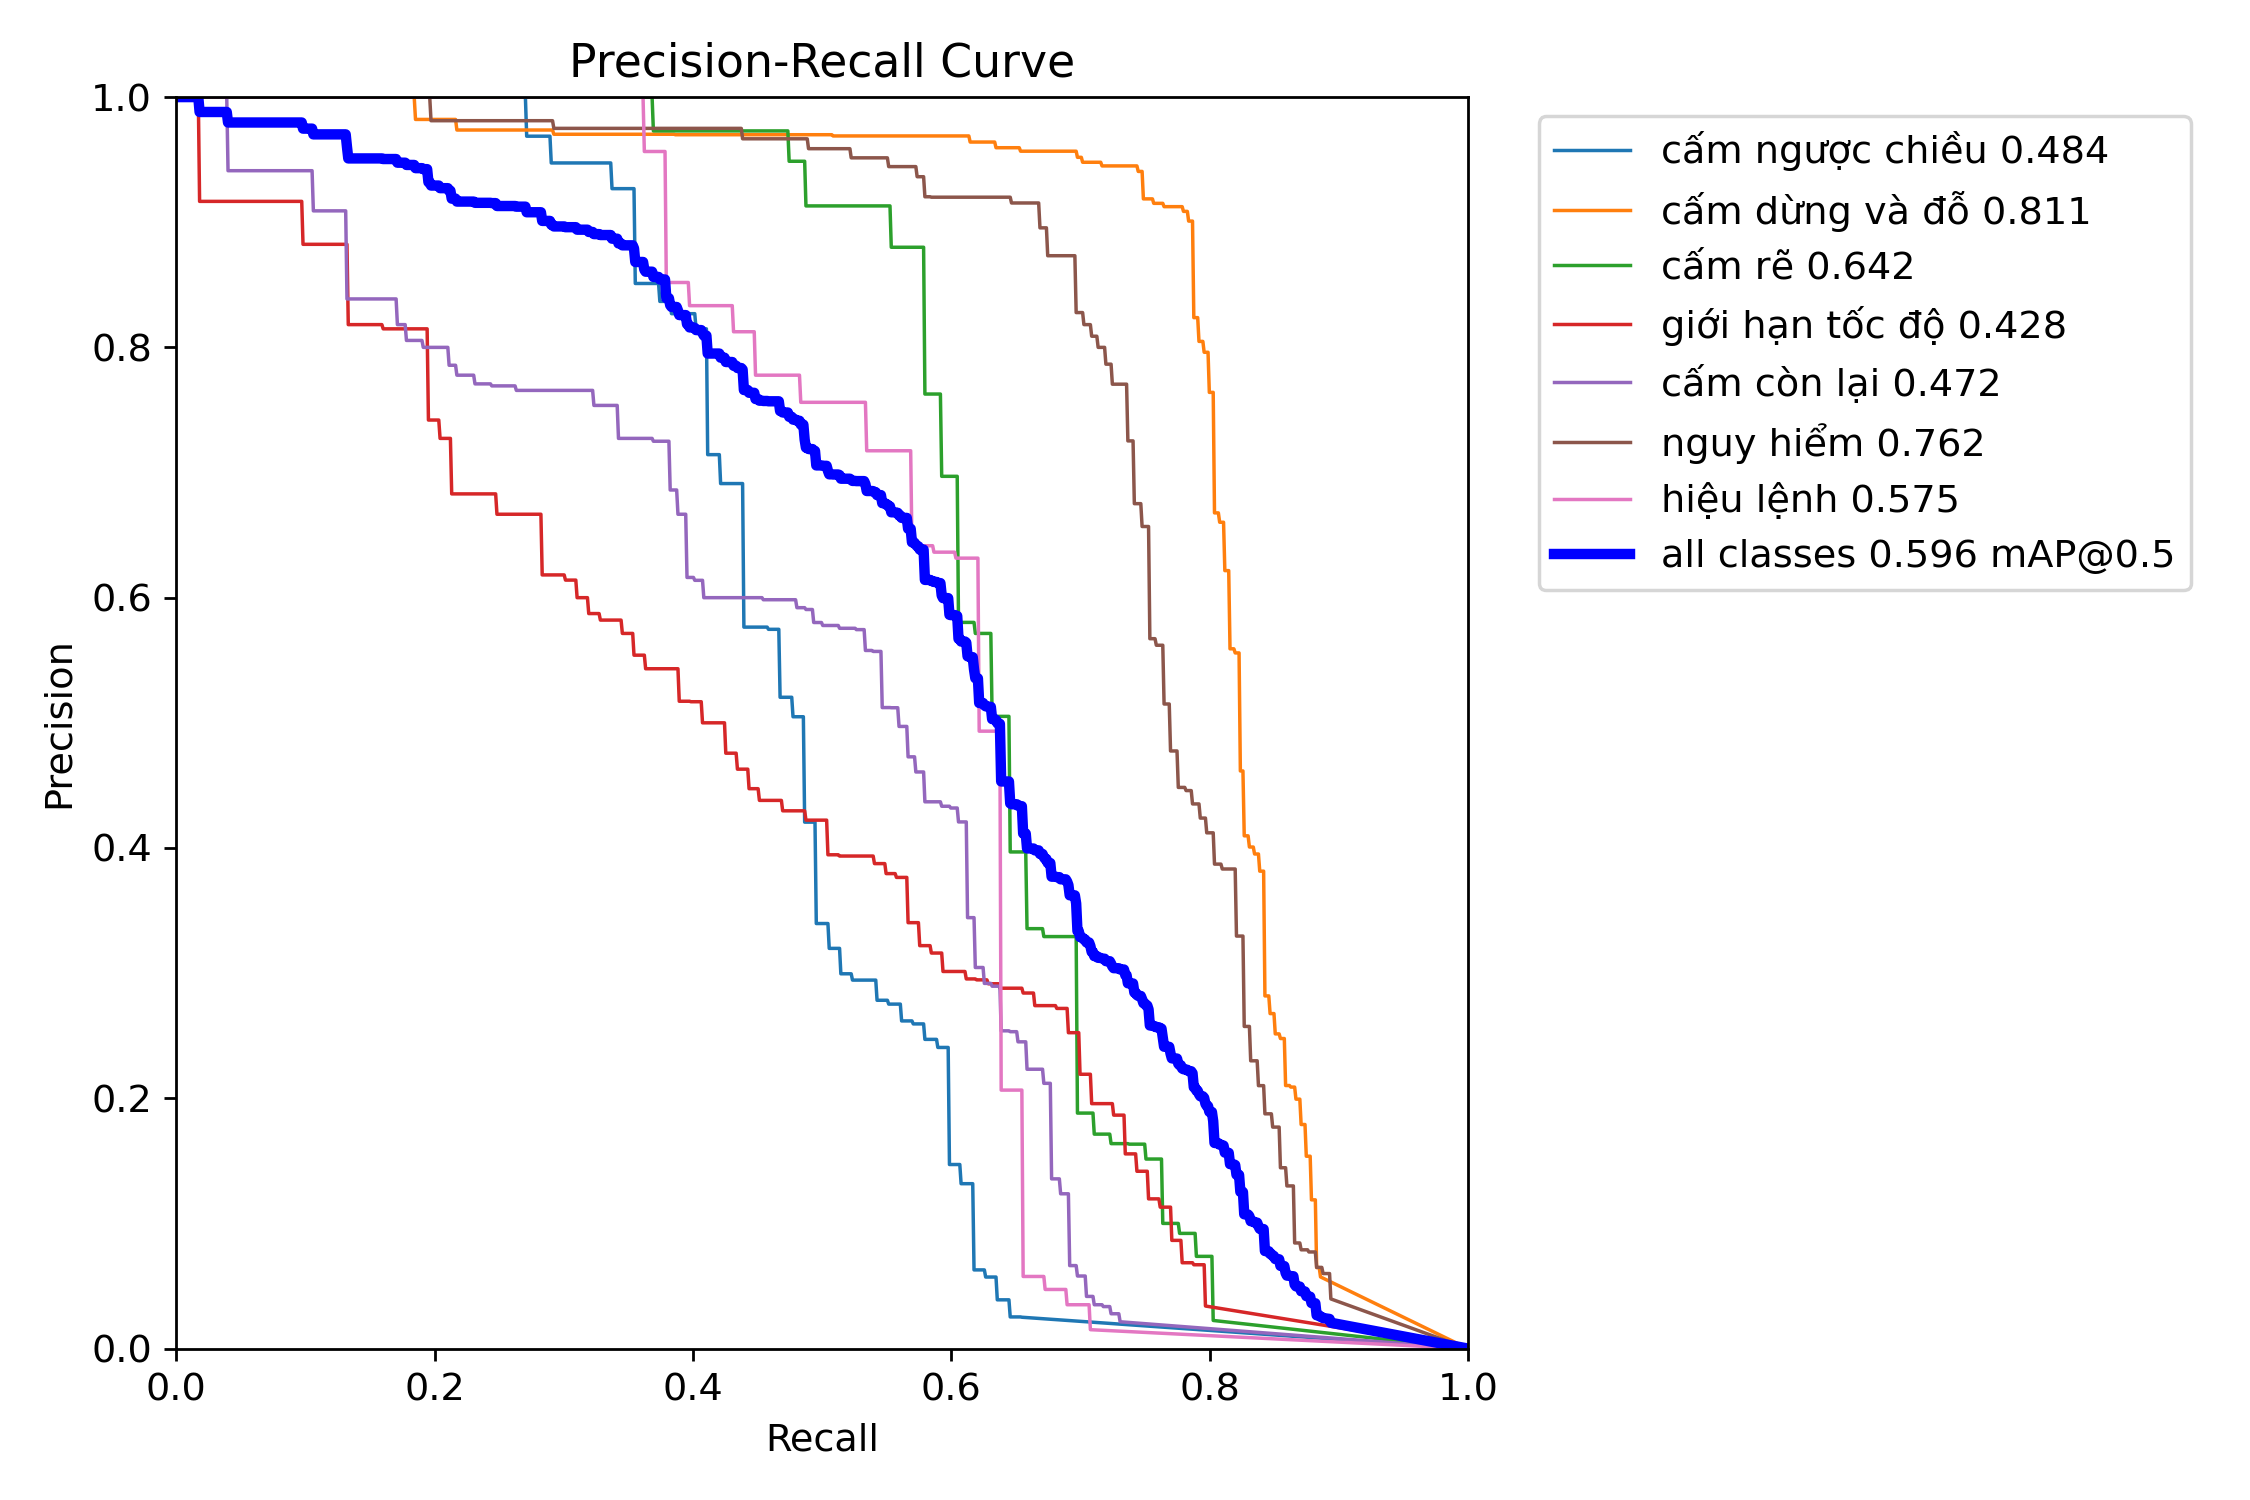 Precision-Recall Curve
1.0
0.8
0.6
0.4
0.2
0.0
Precision
0.0 0.2 0.4 0.6 0.8 1.0
Recall
cấm ngược chiều 0.484
cấm dừng và đỗ 0.811
cấm rẽ 0.642
giới hạn tốc độ 0.428
cấm còn lại 0.472
nguy hiểm 0.762
hiệu lệnh 0.575
all classes 0.596 mAP@0.5